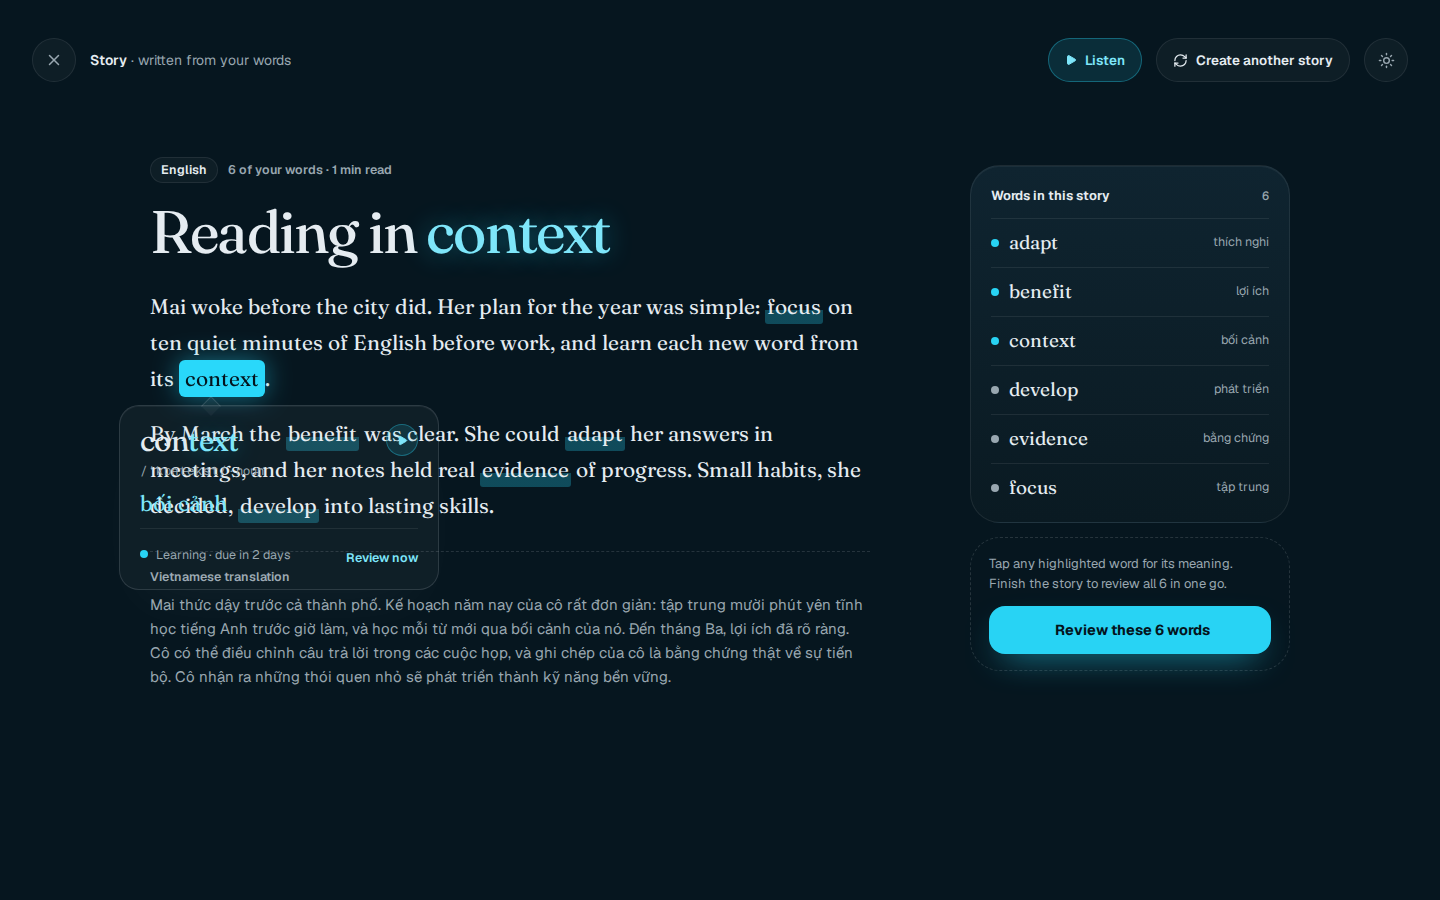 Story · written from your words
Listen
Create another story
English
6 of your words · 1 min read
Reading in context
Mai woke before the city did. Her plan for the year was simple: focus on
ten quiet minutes of English before work, and learn each new word from
its context.
By March the benefit was clear. She could adapt her answers in
meetings, and her notes held real evidence of progress. Small habits, she
decided, develop into lasting skills.
context
bối cảnh
Learning · due in 2 days
Review now
Vietnamese translation
Mai thức dậy trước cả thành phố. Kế hoạch năm nay của cô rất đơn giản: tập trung mười phút yên tĩnh
học tiếng Anh trước giờ làm, và học mỗi từ mới qua bối cảnh của nó. Đến tháng Ba, lợi ích đã rõ ràng.
Cô có thể điều chỉnh câu trả lời trong các cuộc họp, và ghi chép của cô là bằng chứng thật về sự tiến
bộ. Cô nhận ra những thói quen nhỏ sẽ phát triển thành kỹ năng bền vững.
Words in this story
6
adapt
thích nghi
benefit
lợi ích
context
bối cảnh
develop
phát triển
evidence
bằng chứng
focus
tập trung
Tap any highlighted word for its meaning.
Finish the story to review all 6 in one go.
Review these 6 words